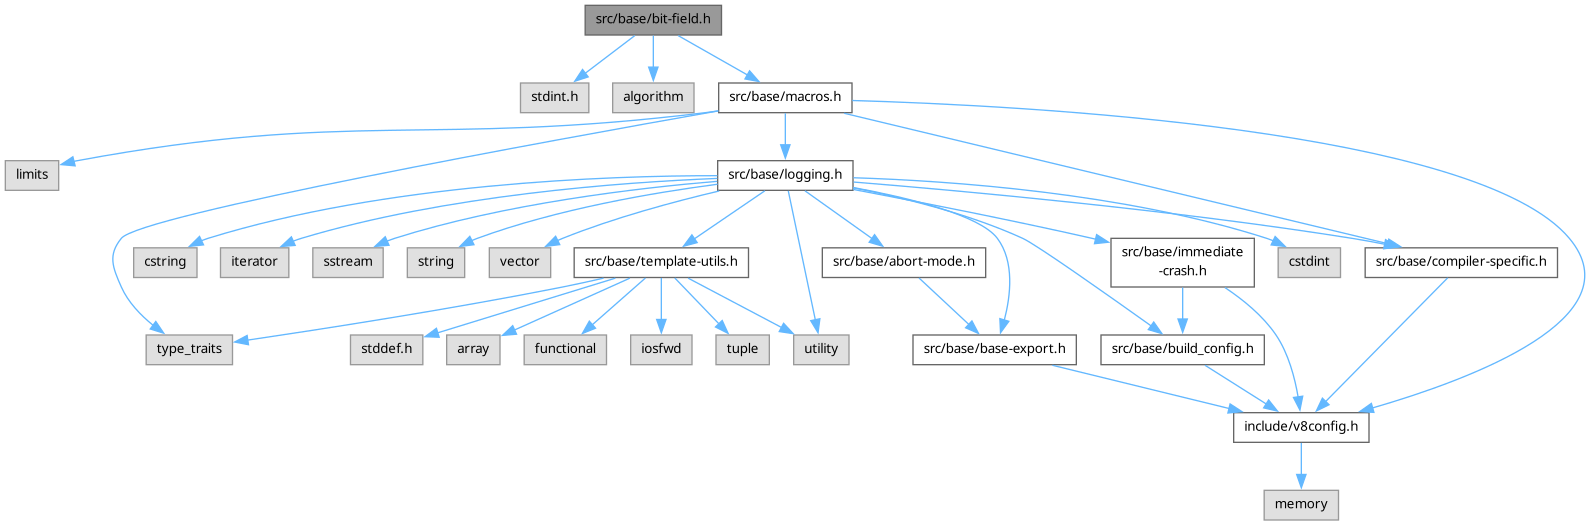 src/base/bit-field.h
stdint.h
algorithm
src/base/macros.h
limits
src/base/logging.h
cstring
iterator
sstream
string
vector
src/base/template-utils.h
src/base/abort-mode.h
src/base/immediate
-crash.h
cstdint
src/base/compiler-specific.h
type_traits
stddef.h
array
functional
iosfwd
tuple
utility
src/base/base-export.h
src/base/build_config.h
include/v8config.h
memory